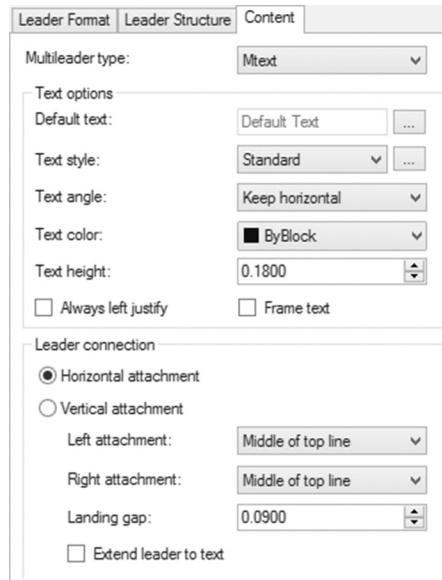 Leader Format Leader Structure Content
Multileader type: Mtext
Text options
Default text: Default Text ...
Text style: Standard ...
Text angle: Keep horizontal
Text color: ByBlock
Text height: 0.1800
Always left justify Frame text
Leader connection
Horizontal attachment
Vertical attachment
Left attachment: Middle of top line
Right attachment: Middle of top line
Landing gap: 0.0900
Extend leader to text